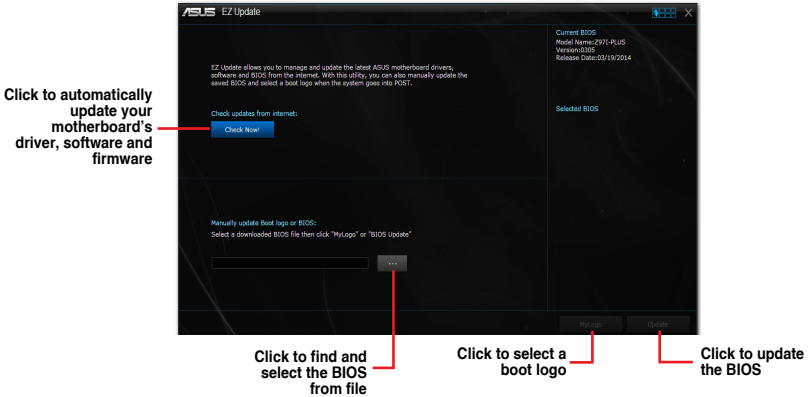 ASUS EZ Update
Current BIOS
Model Name:Z97I-PLUS
Version:0305
Release Date:03/19/2014
EZ Update allows you to manage and update the latest ASUS motherboard drivers,
software and BIOS from the internet. With this utility, you can also manually update the
saved BIOS and select a boot logo when the system goes into POST.
Click to automatically
update your
motherboard's
driver, software and
firmware
Check updates from internet:
Check Now!
Selected BIOS
Manually update Boot logo or BIOS:
Select a downloaded BIOS file then click "MyLogo" or "BIOS Update"
...
MyLogo
Update
Click to find and
select the BIOS
from file
Click to select a
boot logo
Click to update
the BIOS